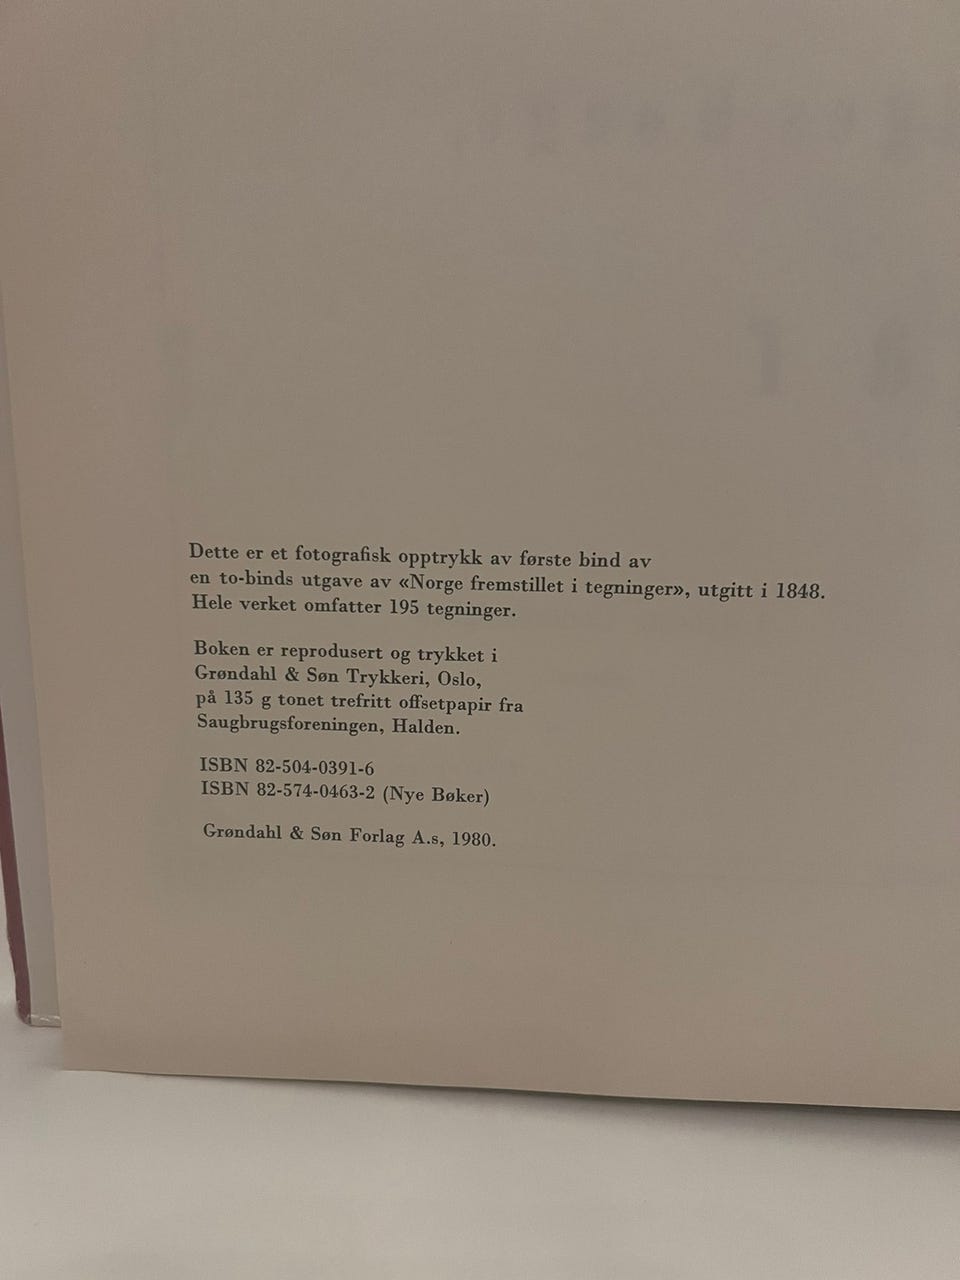 Dette er et fotografisk opptrykk av første bind av
en to-binds utgave av «Norge fremstillet i tegninger», utgitt i 1848.
Hele verket omfatter 195 tegninger.
Boken er reprodusert og trykket i
Grøndahl & Søn Trykkeri, Oslo,
på 135 g tonet trefritt offsetpapir fra
Saugbrugsforeningen, Halden.
ISBN 82-504-0391-6
ISBN 82-574-0463-2 (Nye Bøker)
Grøndahl & Søn Forlag A.s, 1980.